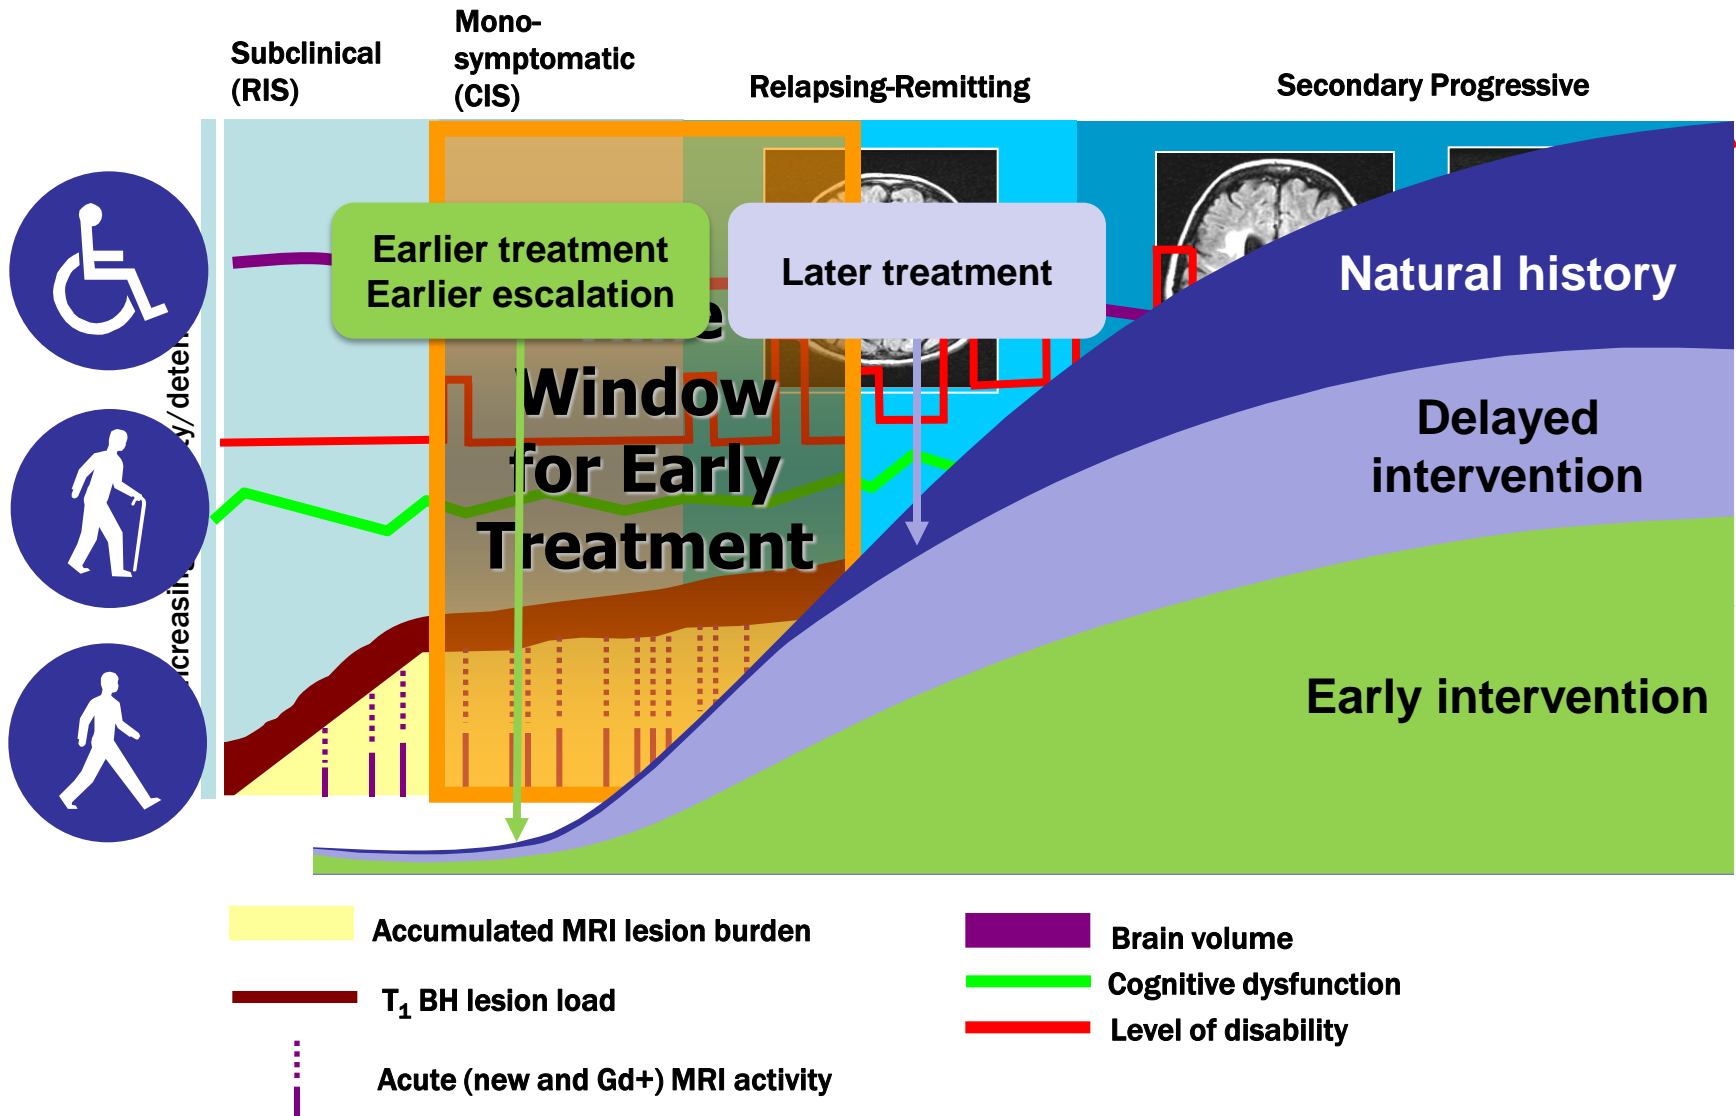 Subclinical
(RIS)
Mono-
symptomatic
(CIS)
Relapsing-Remitting
Secondary Progressive
Earlier treatment
Earlier escalation
Later treatment
Window
for Early
Treatment
Natural history
Delayed
intervention
Early intervention
Accumulated MRI lesion burden
T₁ BH lesion load
Acute (new and Gd+) MRI activity
Brain volume
Cognitive dysfunction
Level of disability